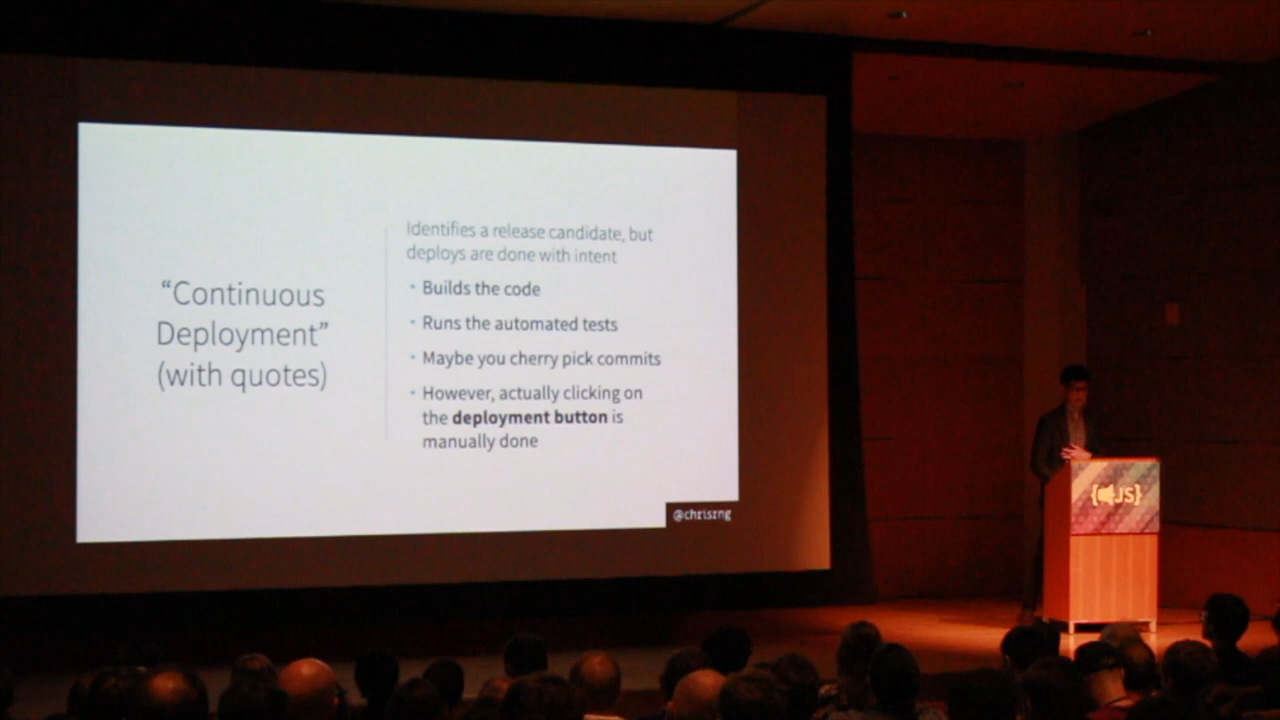 “Continuous
Deployment”
(with quotes)
Identifies a release candidate, but
deploys are done with intent
• Builds the code
• Runs the automated tests
• Maybe you cherry pick commits
• However, actually clicking on
the deployment button is
manually done
@chrisrng
{JS}